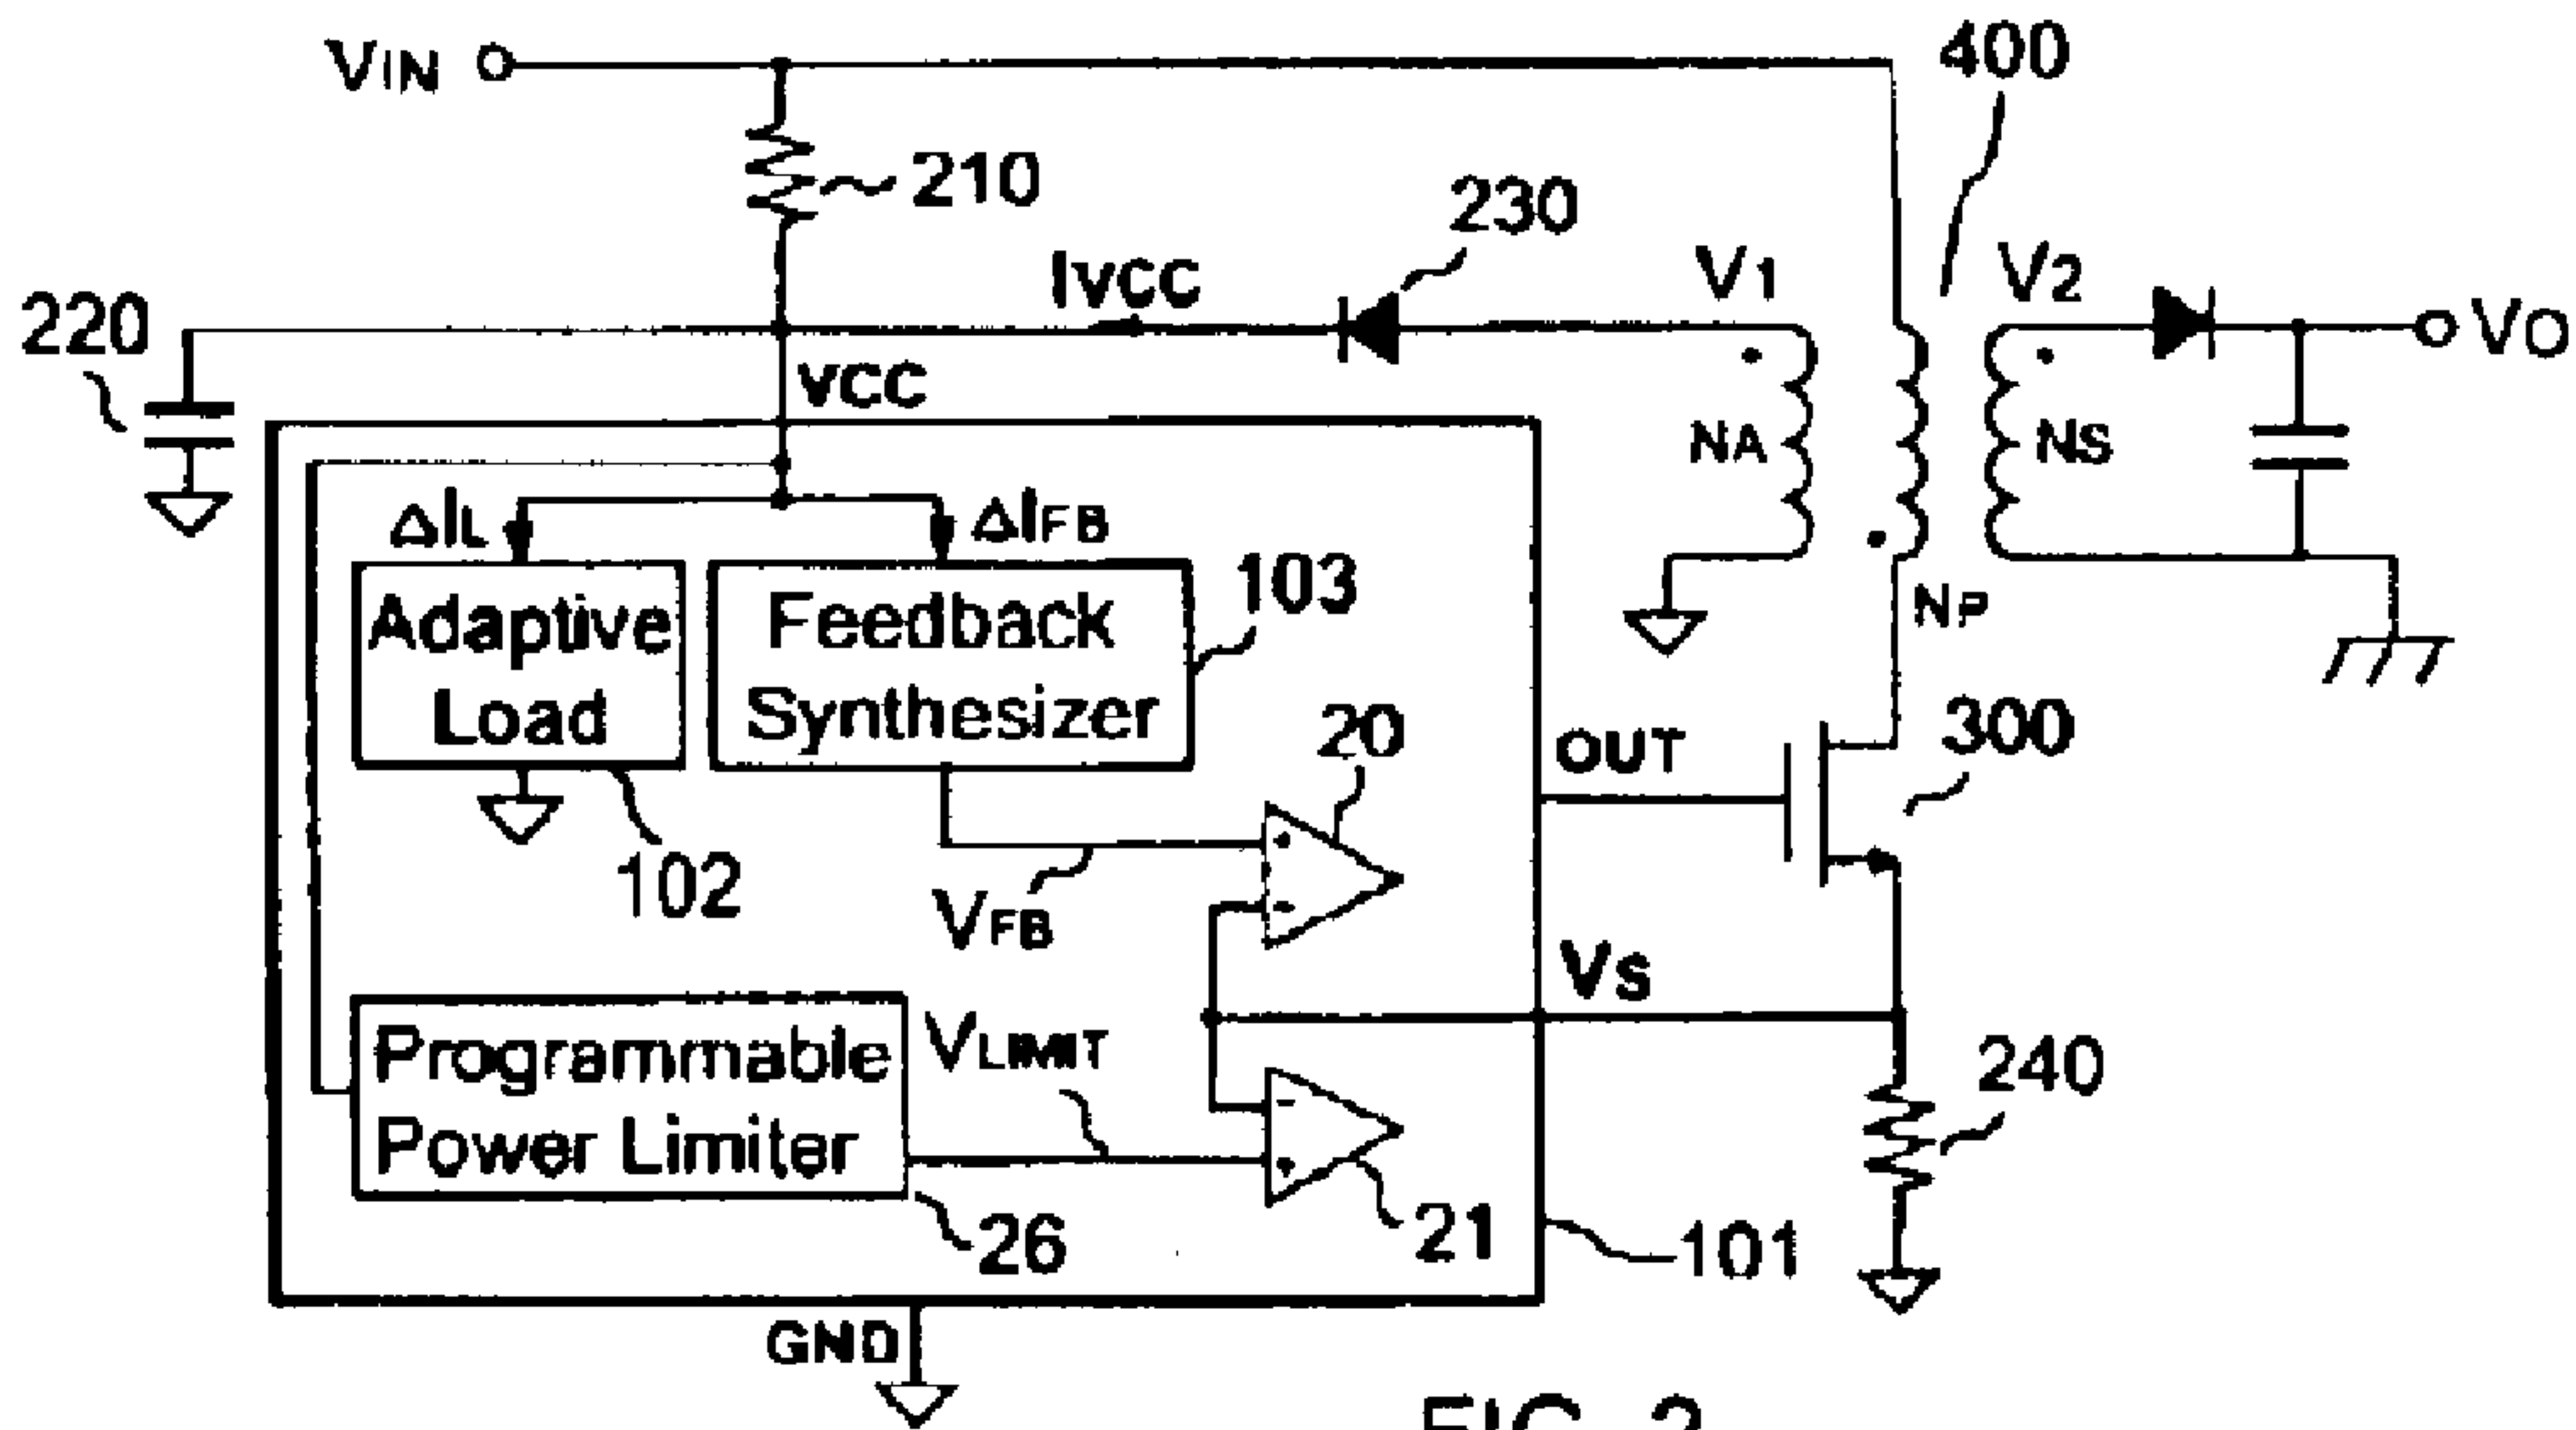 VIN
400
210
230
IVCC
V1
V2
220
VO
VCC
NA
NS
ΔIL
ΔIFB
103
Adaptive
Load
Feedback
Synthesizer
NP
20
OUT
300
102
VFB
VS
Programmable
Power Limiter
VLIMIT
240
26
21
101
GND